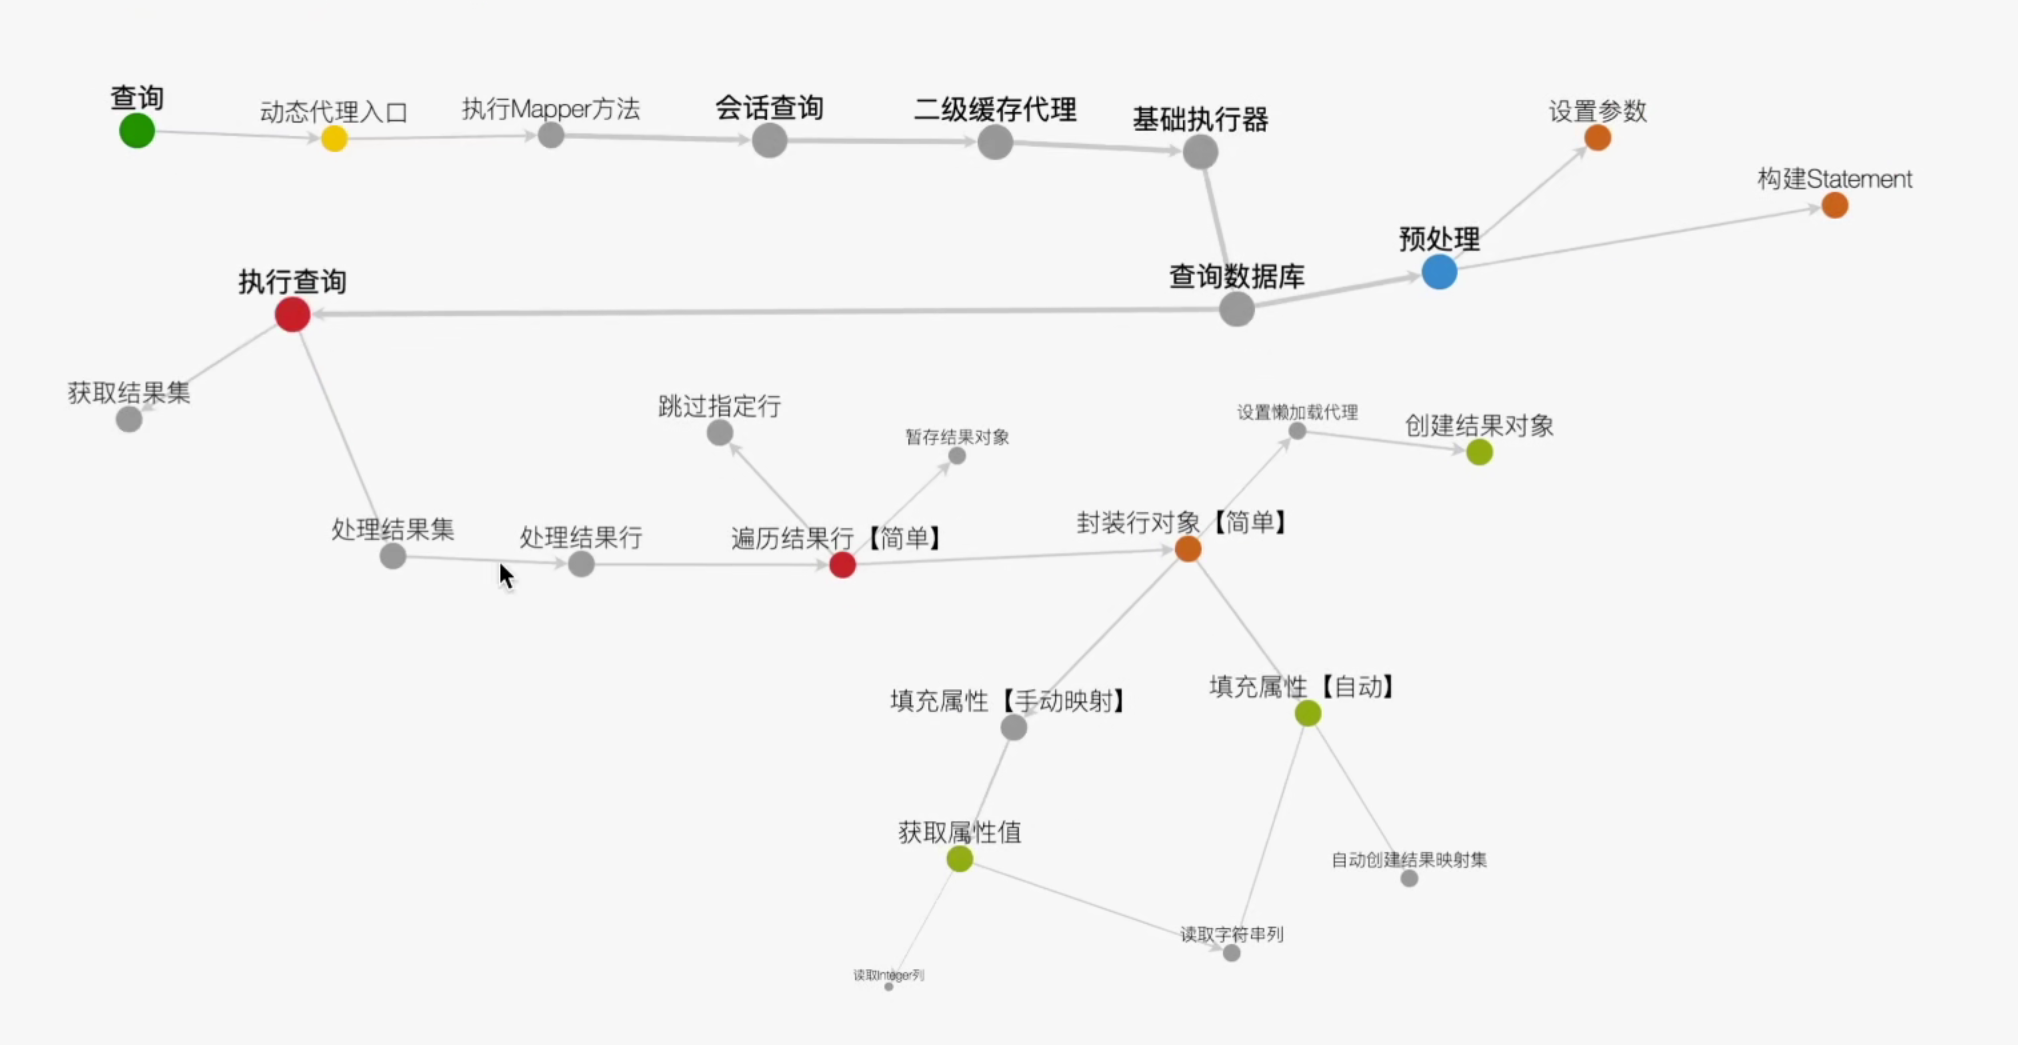 查询
动态代理入口
执行Mapper方法
会话查询
二级缓存代理
基础执行器
设置参数
构建Statement
预处理
查询数据库
执行查询
获取结果集
跳过指定行
暂存结果对象
设置懒加载代理
创建结果对象
处理结果集
处理结果行
遍历结果行【简单】
封装行对象【简单】
填充属性【手动映射】
填充属性【自动】
获取属性值
自动创建结果映射集
读取字符串列
读取Integer列